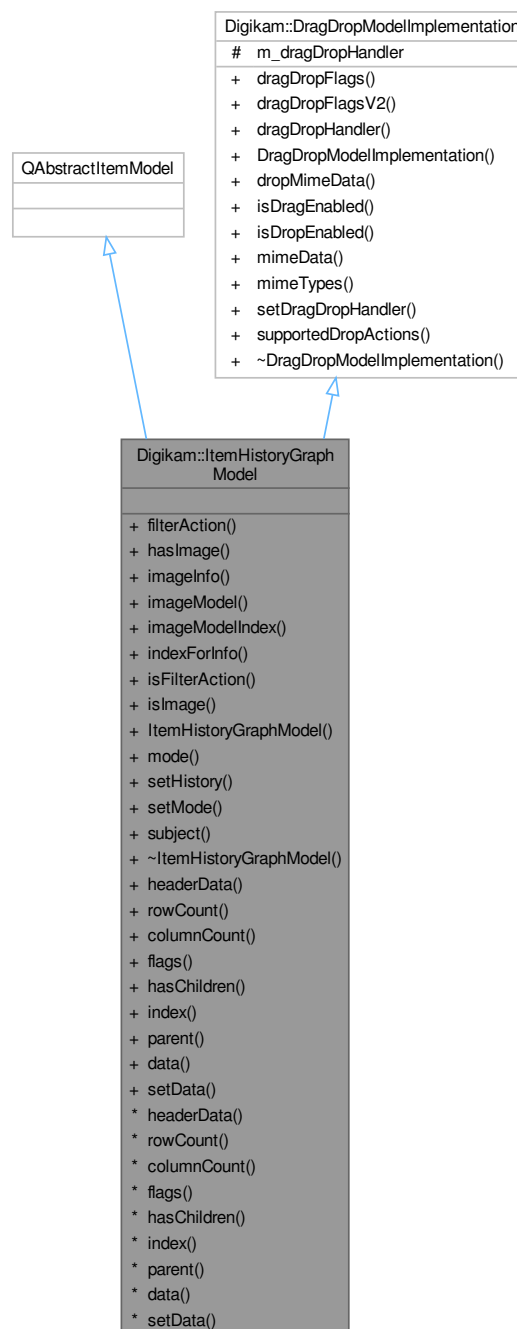 Digikam::DragDropModelImplementation
# m_dragDropHandler
+ dragDropFlags()
+ dragDropFlagsV2()
+ dragDropHandler()
+ DragDropModelImplementation()
+ dropMimeData()
+ isDragEnabled()
+ isDropEnabled()
+ mimeData()
+ mimeTypes()
+ setDragDropHandler()
+ supportedDropActions()
+ ~DragDropModelImplementation()
QAbstractItemModel
Digikam::ItemHistoryGraph
Model
+ filterAction()
+ hasImage()
+ imageInfo()
+ imageModel()
+ imageModelIndex()
+ indexForInfo()
+ isFilterAction()
+ isImage()
+ ItemHistoryGraphModel()
+ mode()
+ setHistory()
+ setMode()
+ subject()
+ ~ItemHistoryGraphModel()
+ headerData()
+ rowCount()
+ columnCount()
+ flags()
+ hasChildren()
+ index()
+ parent()
+ data()
+ setData()
* headerData()
* rowCount()
* columnCount()
* flags()
* hasChildren()
* index()
* parent()
* data()
* setData()